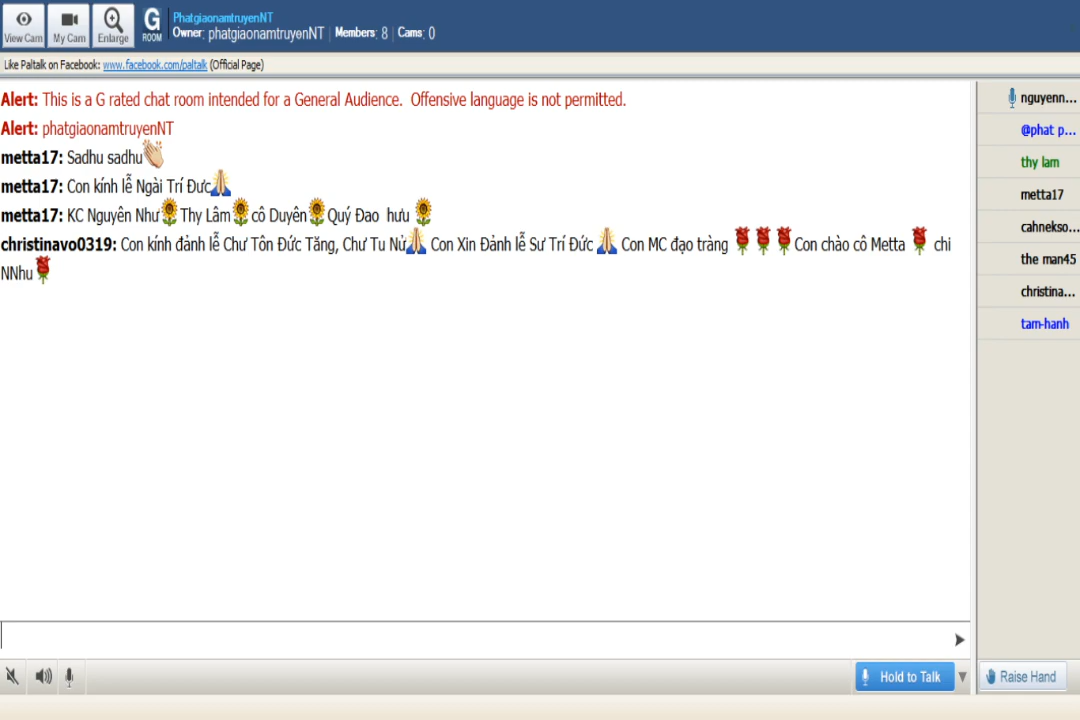 View Cam My Cam Enlarge G ROOM PhatgiaonamtruyenNT
Owner: phatgiaonamtruyenNT | Members: 8 | Cams: 0
Like Paltalk on Facebook: www.facebook.com/paltalk (Official Page)
Alert: This is a G rated chat room intended for a General Audience. Offensive language is not permitted.
Alert: phatgiaonamtruyenNT
metta17: Sadhu sadhu
metta17: Con kính lễ Ngài Trí Đưc
metta17: KC Nguyên Như Thy Lâm cô Duyên Quý Đao hưu
christinavo0319: Con kính đảnh lễ Chư Tôn Đức Tăng, Chư Tu Nử Con Xin Đảnh lễ Sư Trí Đức Con MC đạo tràng Con chào cô Metta chi
NNhu
nguyenn...
@phat p...
thy lam
metta17
cahnekso...
the man45
christina...
tam-hanh
Hold to Talk
Raise Hand